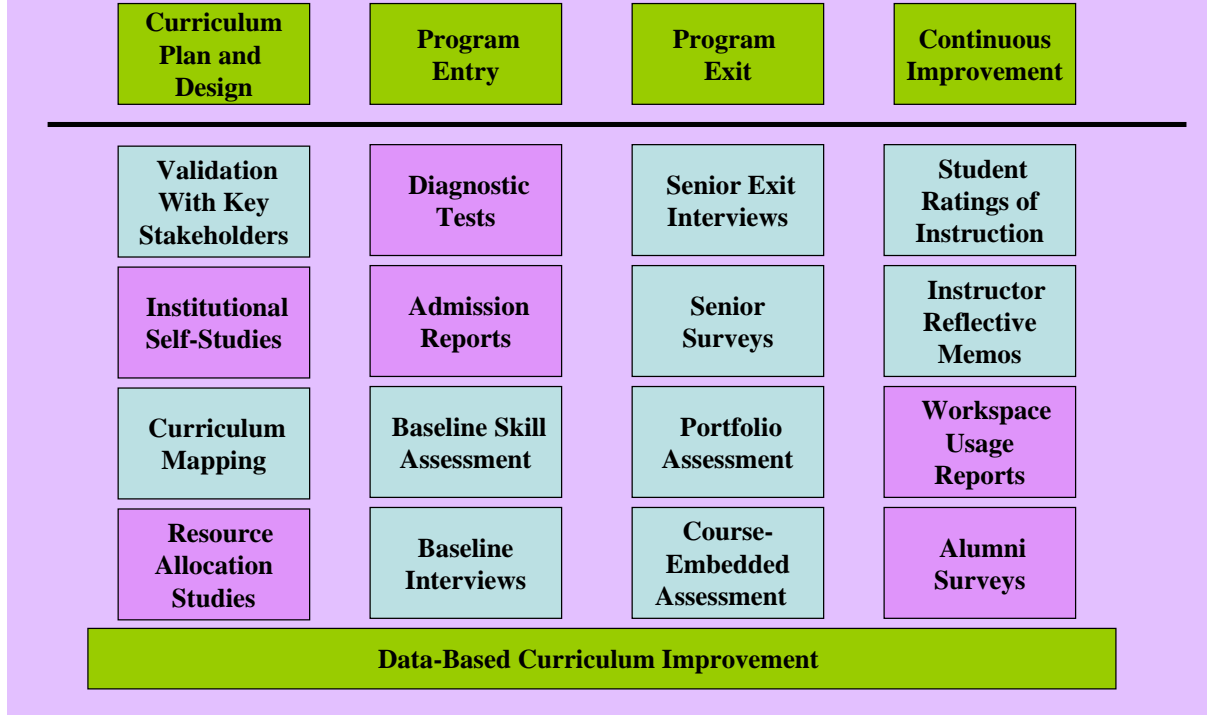 Curriculum
Plan and
Design
Program
Entry
Program
Exit
Continuous
Improvement
Validation
With Key
Stakeholders
Diagnostic
Tests
Senior Exit
Interviews
Student
Ratings of
Instruction
Institutional
Self-Studies
Admission
Reports
Senior
Surveys
Instructor
Reflective
Memos
Curriculum
Mapping
Baseline Skill
Assessment
Portfolio
Assessment
Workspace
Usage
Reports
Resource
Allocation
Studies
Baseline
Interviews
Course-
Embedded
Assessment
Alumni
Surveys
Data-Based Curriculum Improvement